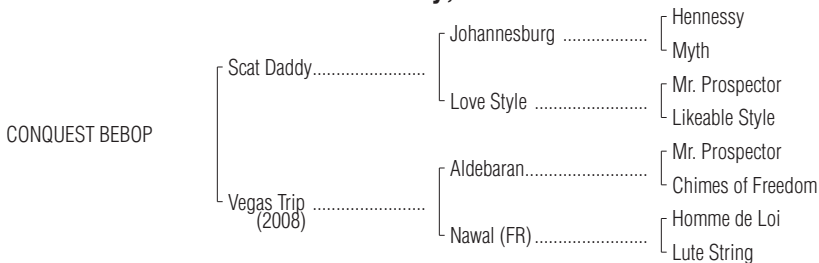 Hennessy
Johannesburg ....................
Myth
Scat Daddy........................
Mr. Prospector
Love Style ........................
Likeable Style
CONQUEST BEBOP
Mr. Prospector
Aldebaran..........................
Chimes of Freedom
Vegas Trip ........................
(2008)
Homme de Loi
Nawal (FR)........................
Lute String